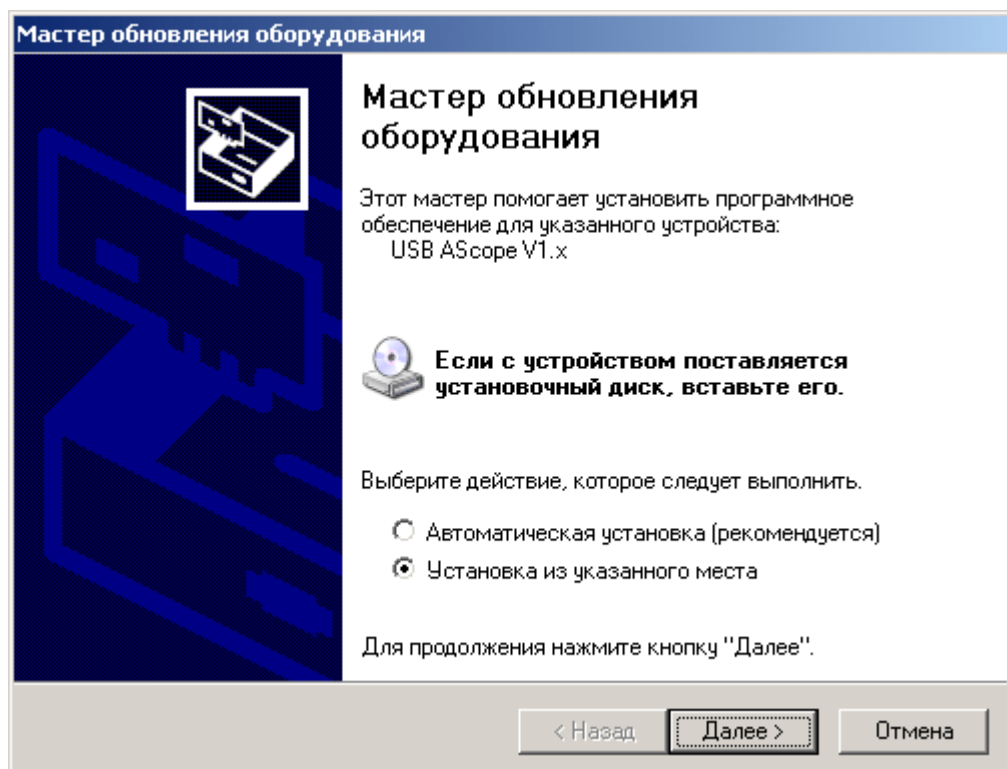 Мастер обновления оборудования
Мастер обновления
оборудования
Этот мастер помогает установить программное
обеспечение для указанного устройства:
USB AScope V1.x
Если с устройством поставляется
установочный диск, вставьте его.
Выберите действие, которое следует выполнить.
Автоматическая установка (рекомендуется)
Установка из указанного места
Для продолжения нажмите кнопку "Далее".
< Назад Далее > Отмена